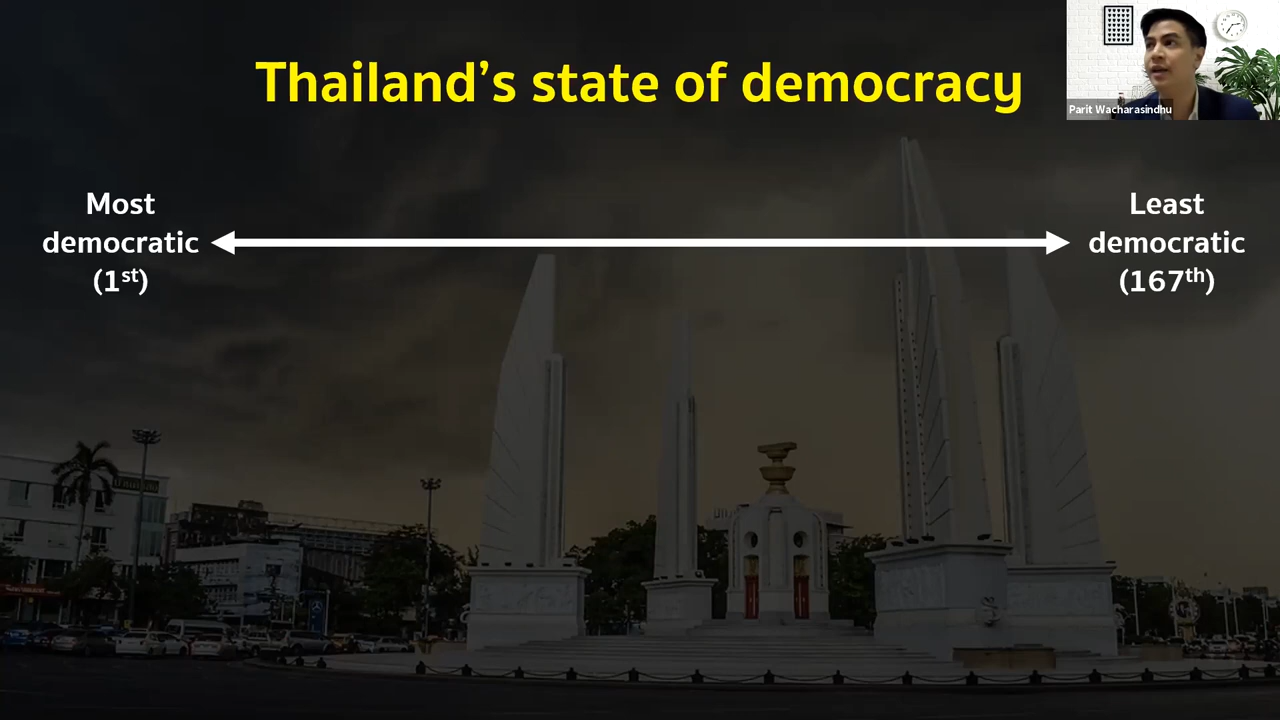 Thailand’s state of democracy
Parit Wacharasindhu
Most
democratic
(1st)
Least
democratic
(167th)